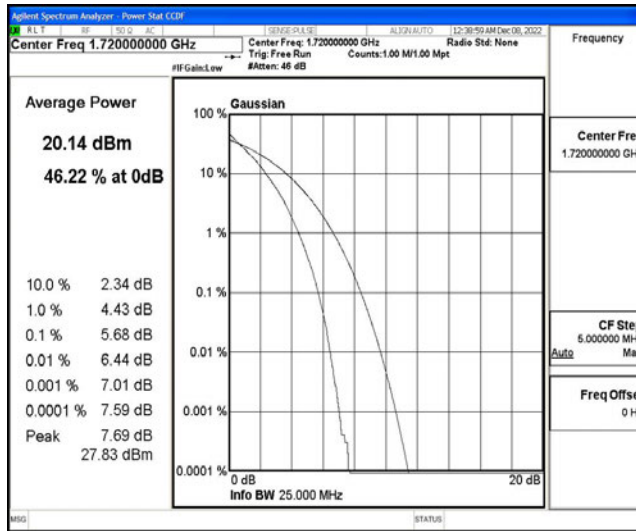 Agilent Spectrum Analyzer - Power Stat CCDF
RLT RF 50 Ω AC SENSE:PULSE ALIGN AUTO 12:38:59 AM Dec 08, 2022
Center Freq 1.720000000 GHz
Center Freq: 1.720000000 GHz Radio Std: None
Trig: Free Run Counts:1.00 M/1.00 Mpt
#IFGain:Low #Atten: 46 dB
Frequency
Average Power
20.14 dBm
46.22 % at 0dB
10.0 % 2.34 dB
1.0 % 4.43 dB
0.1 % 5.68 dB
0.01 % 6.44 dB
0.001 % 7.01 dB
0.0001 % 7.59 dB
Peak 7.69 dB
27.83 dBm
Gaussian
100 %
10 %
1 %
0.1 %
0.01 %
0.001 %
0.0001 %
0 dB 20 dB
Info BW 25.000 MHz
Center Fre
1.720000000 GH
CF Ste
5.000000 MH
Auto Ma
Freq Offse
0 H
MSG STATUS